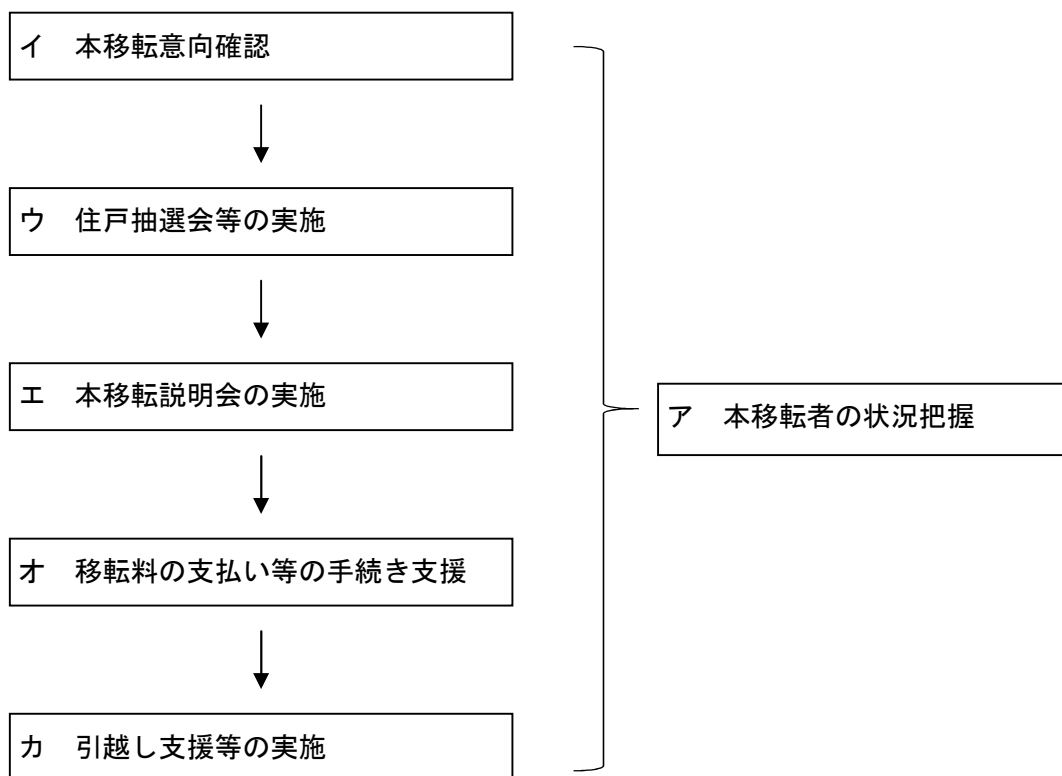 イ 本移転意向確認
ウ 住戸抽選会等の実施
エ 本移転説明会の実施
ア 本移転者の状況把握
オ 移転料の支払い等の手続き支援
カ 引越し支援等の実施